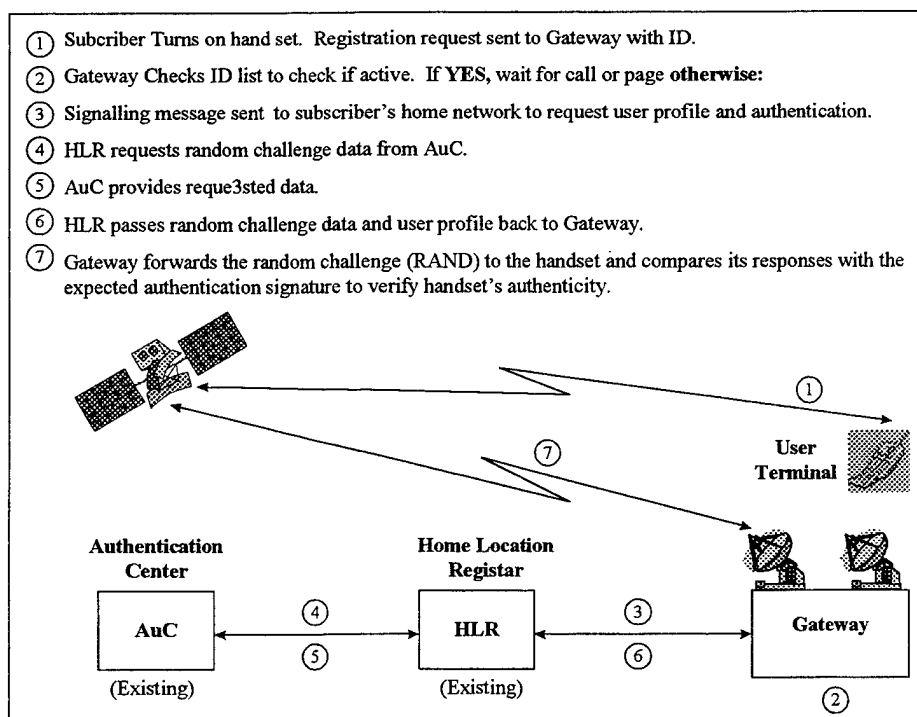 1 Subcriber Turns on hand set. Registration request sent to Gateway with ID.
2 Gateway Checks ID list to check if active. If YES, wait for call or page otherwise:
3 Signalling message sent to subscriber's home network to request user profile and authentication.
4 HLR requests random challenge data from AuC.
5 AuC provides reque3sted data.
6 HLR passes random challenge data and user profile back to Gateway.
7 Gateway forwards the random challenge (RAND) to the handset and compares its responses with the
expected authentication signature to verify handset's authenticity.
1
User
Terminal
7
Authentication
Center
Home Location
Registar
AuC
4
5
HLR
3
6
Gateway
(Existing)
(Existing)
2